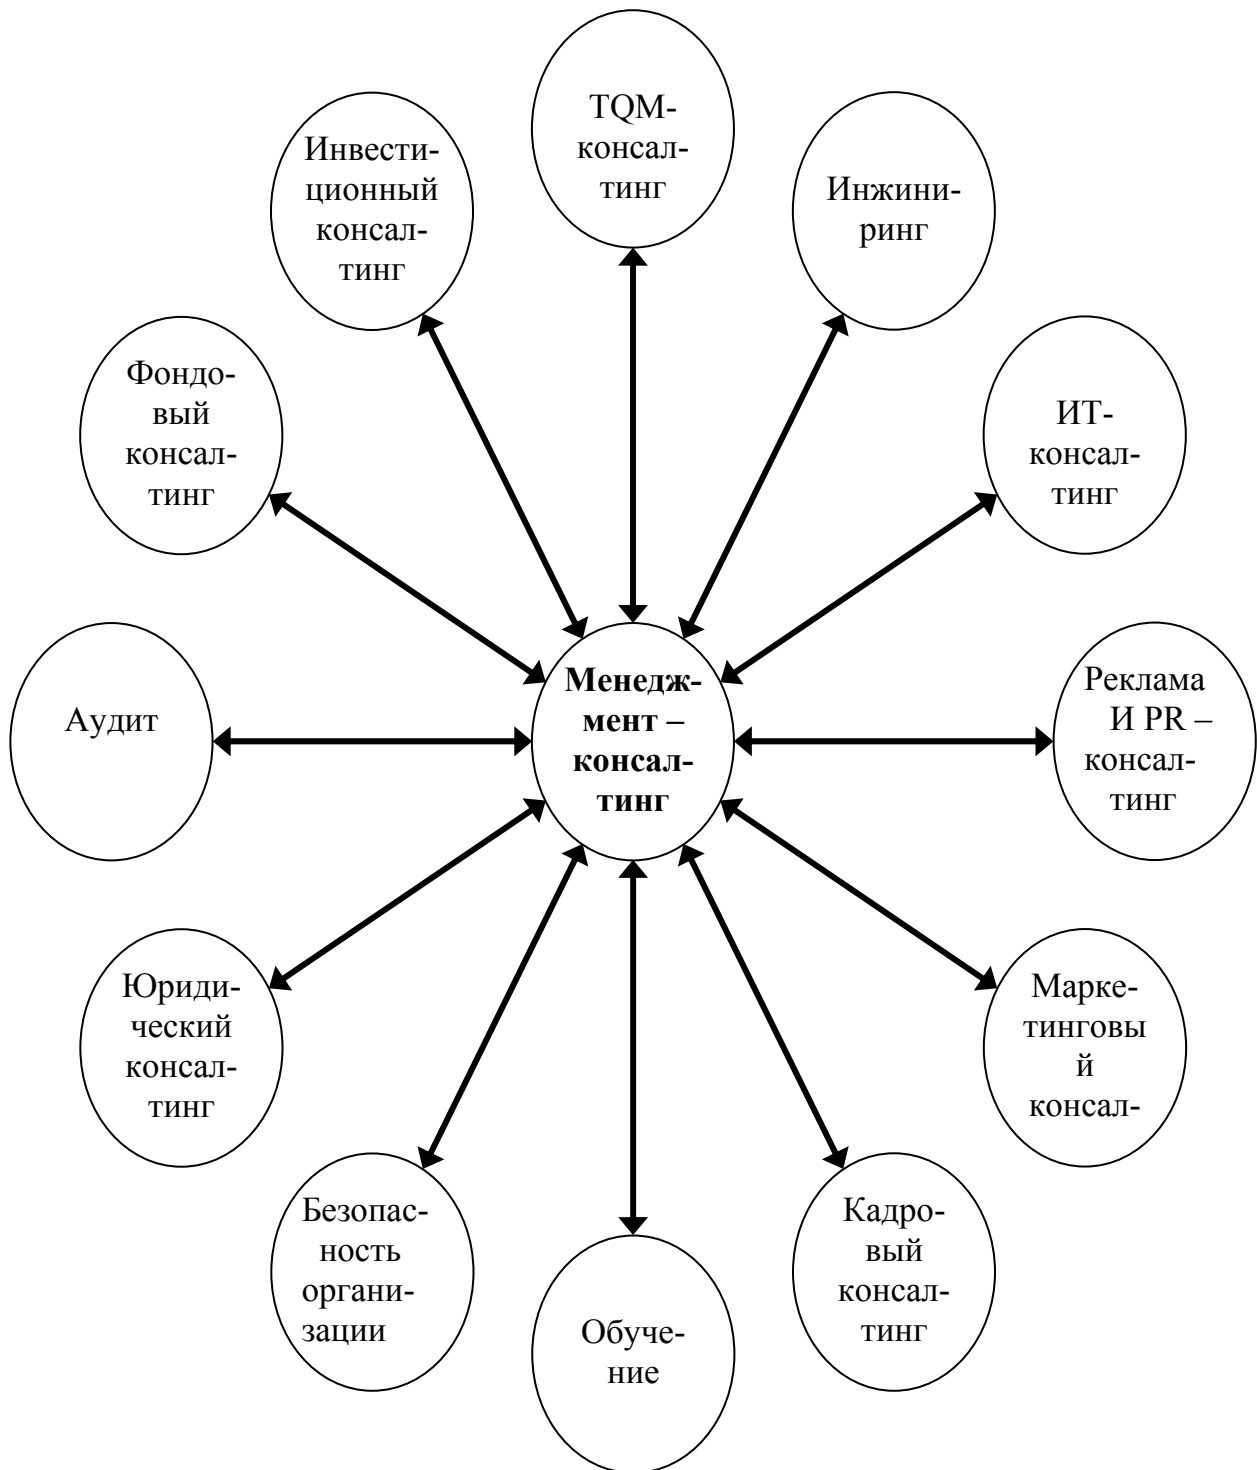 TQM-
консал-
тинг
Инвести-
ционный
консал-
тинг
Инжини-
ринг
Фондо-
вый
консал-
тинг
ИТ-
консал-
тинг
Аудит
Менедж-
мент –
консал-
тинг
Реклама
И PR –
консал-
тинг
Юриди-
ческий
консал-
тинг
Марке-
тинговы
й
консал-
Безопас-
ность
органи-
зации
Обуче-
ние
Кадро-
вый
консал-
тинг